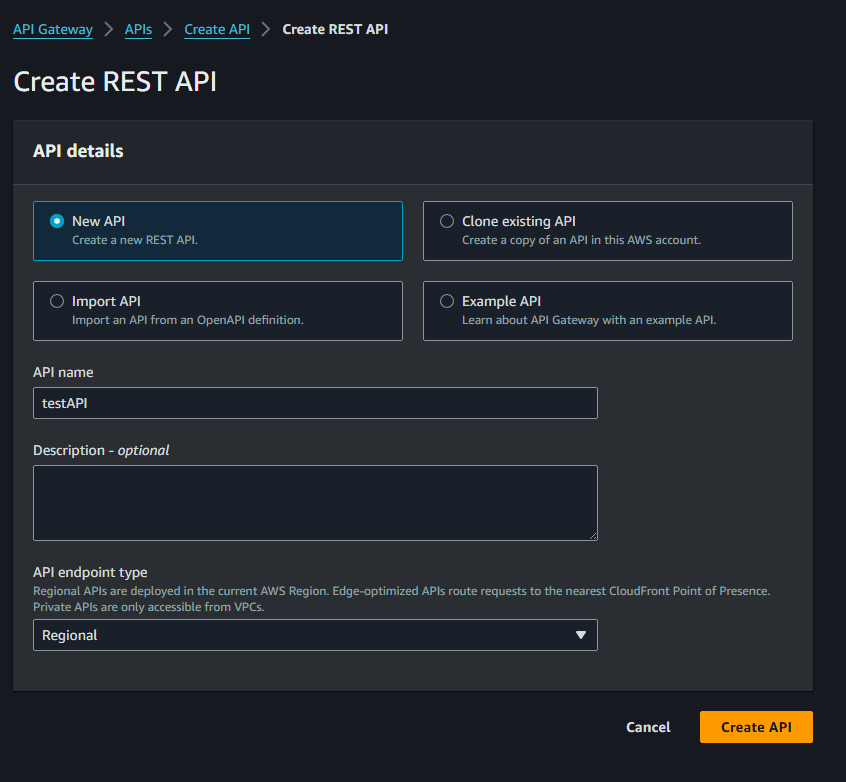 API Gateway > APIs > Create API > Create REST API
Create REST API
API details
New API
Create a new REST API.
Clone existing API
Create a copy of an API in this AWS account.
Import API
Import an API from an OpenAPI definition.
Example API
Learn about API Gateway with an example API.
API name
testAPI
Description - optional
API endpoint type
Regional APIs are deployed in the current AWS Region. Edge-optimized APIs route requests to the nearest CloudFront Point of Presence.
Private APIs are only accessible from VPCs.
Regional
Cancel
Create API